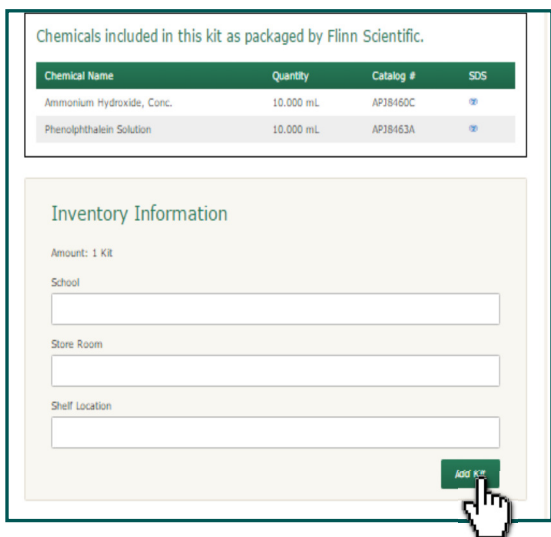 Chemicals included in this kit as packaged by Flinn Scientific.
Chemical Name Quantity Catalog # SDS
Ammonium Hydroxide, Conc. 10.000 mL APJ8460C
Phenolphthalein Solution 10.000 mL APJ8463A
Inventory Information
Amount: 1 Kit
School
Store Room
Shelf Location
Add Kit